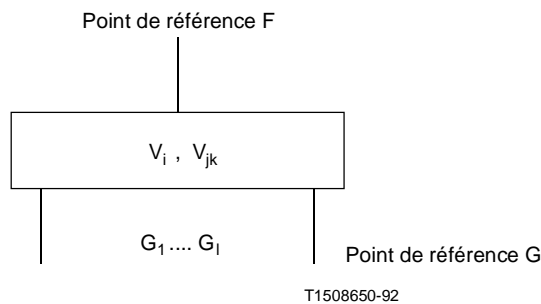 Point de référence F
V_i , V_jk
G_1 .... G_l
Point de référence G
T1508650-92